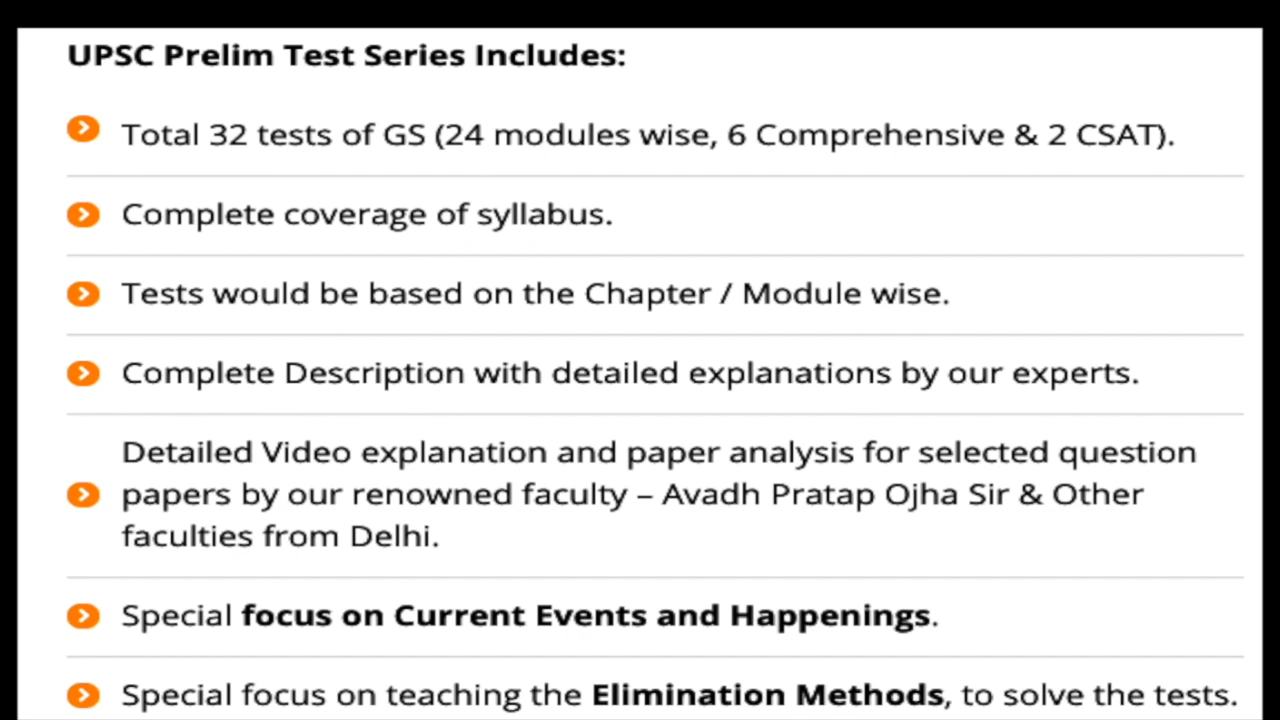 UPSC Prelim Test Series Includes:
Total 32 tests of GS (24 modules wise, 6 Comprehensive & 2 CSAT).
Complete coverage of syllabus.
Tests would be based on the Chapter / Module wise.
Complete Description with detailed explanations by our experts.
Detailed Video explanation and paper analysis for selected question
papers by our renowned faculty – Avadh Pratap Ojha Sir & Other
faculties from Delhi.
Special focus on Current Events and Happenings.
Special focus on teaching the Elimination Methods, to solve the tests.